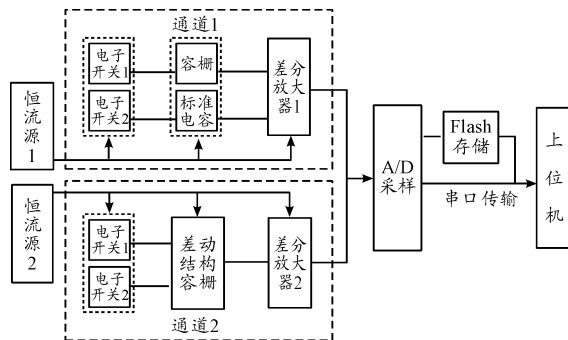 通道1
电子
开关1
电子
开关2
容栅
标准
电容
差分
放大
器1
恒
流
源
1
恒
流
源
2
电子
开关1
电子
开关2
差动
结构
容栅
差分
放大
器2
通道2
A/D
采样
Flash
存储
串口传输
上
位
机